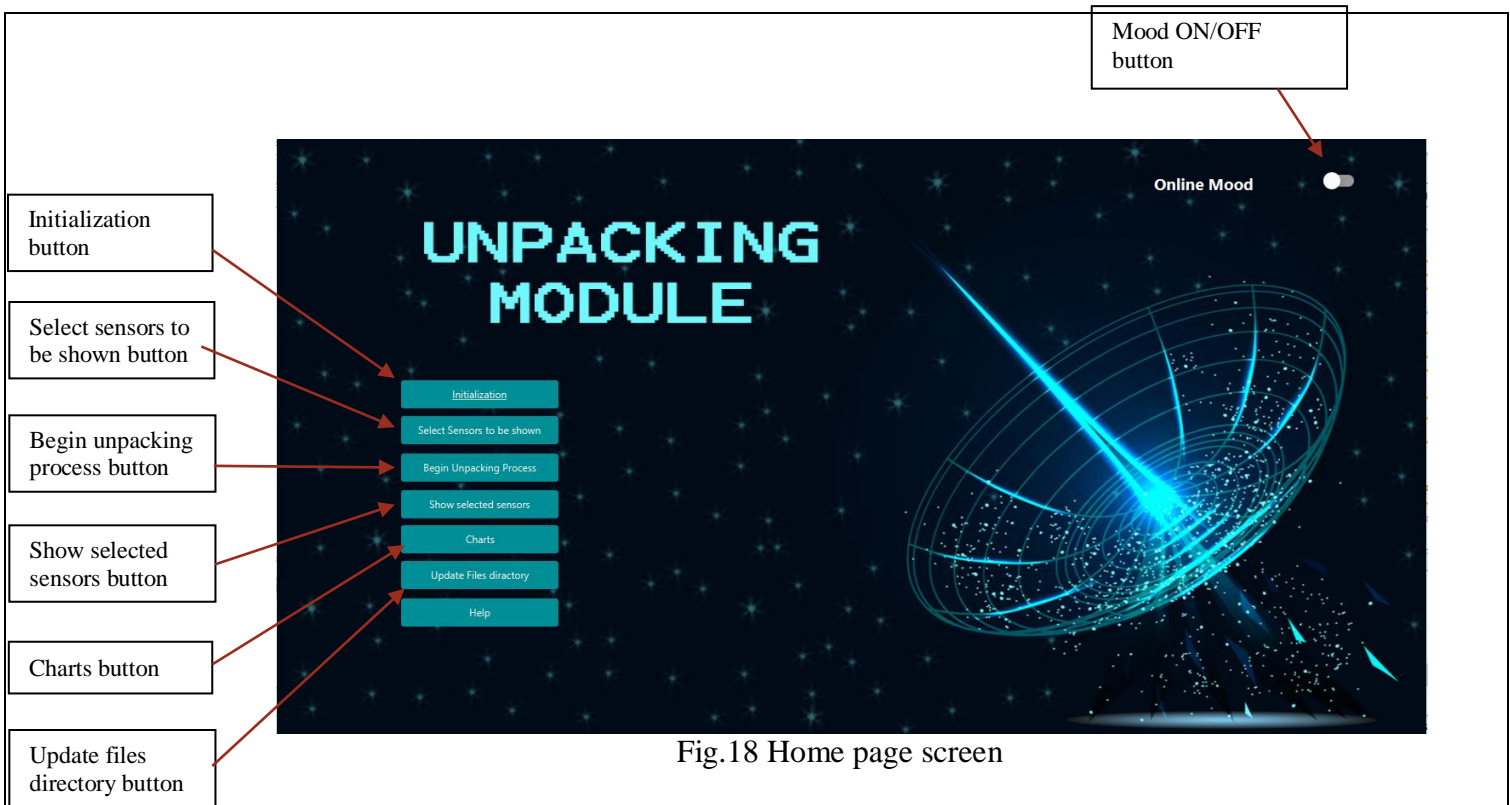 Mood ON/OFF
button
Online Mood
Initialization
button
UNPACKING
MODULE
Select sensors to
be shown button
Initialization
Select Sensors to be shown
Begin unpacking
process button
Begin Unpacking Process
Show selected sensors
Show selected
sensors button
Charts
Update Files diractory
Help
Charts button
Update files
directory button
Fig.18 Home page screen